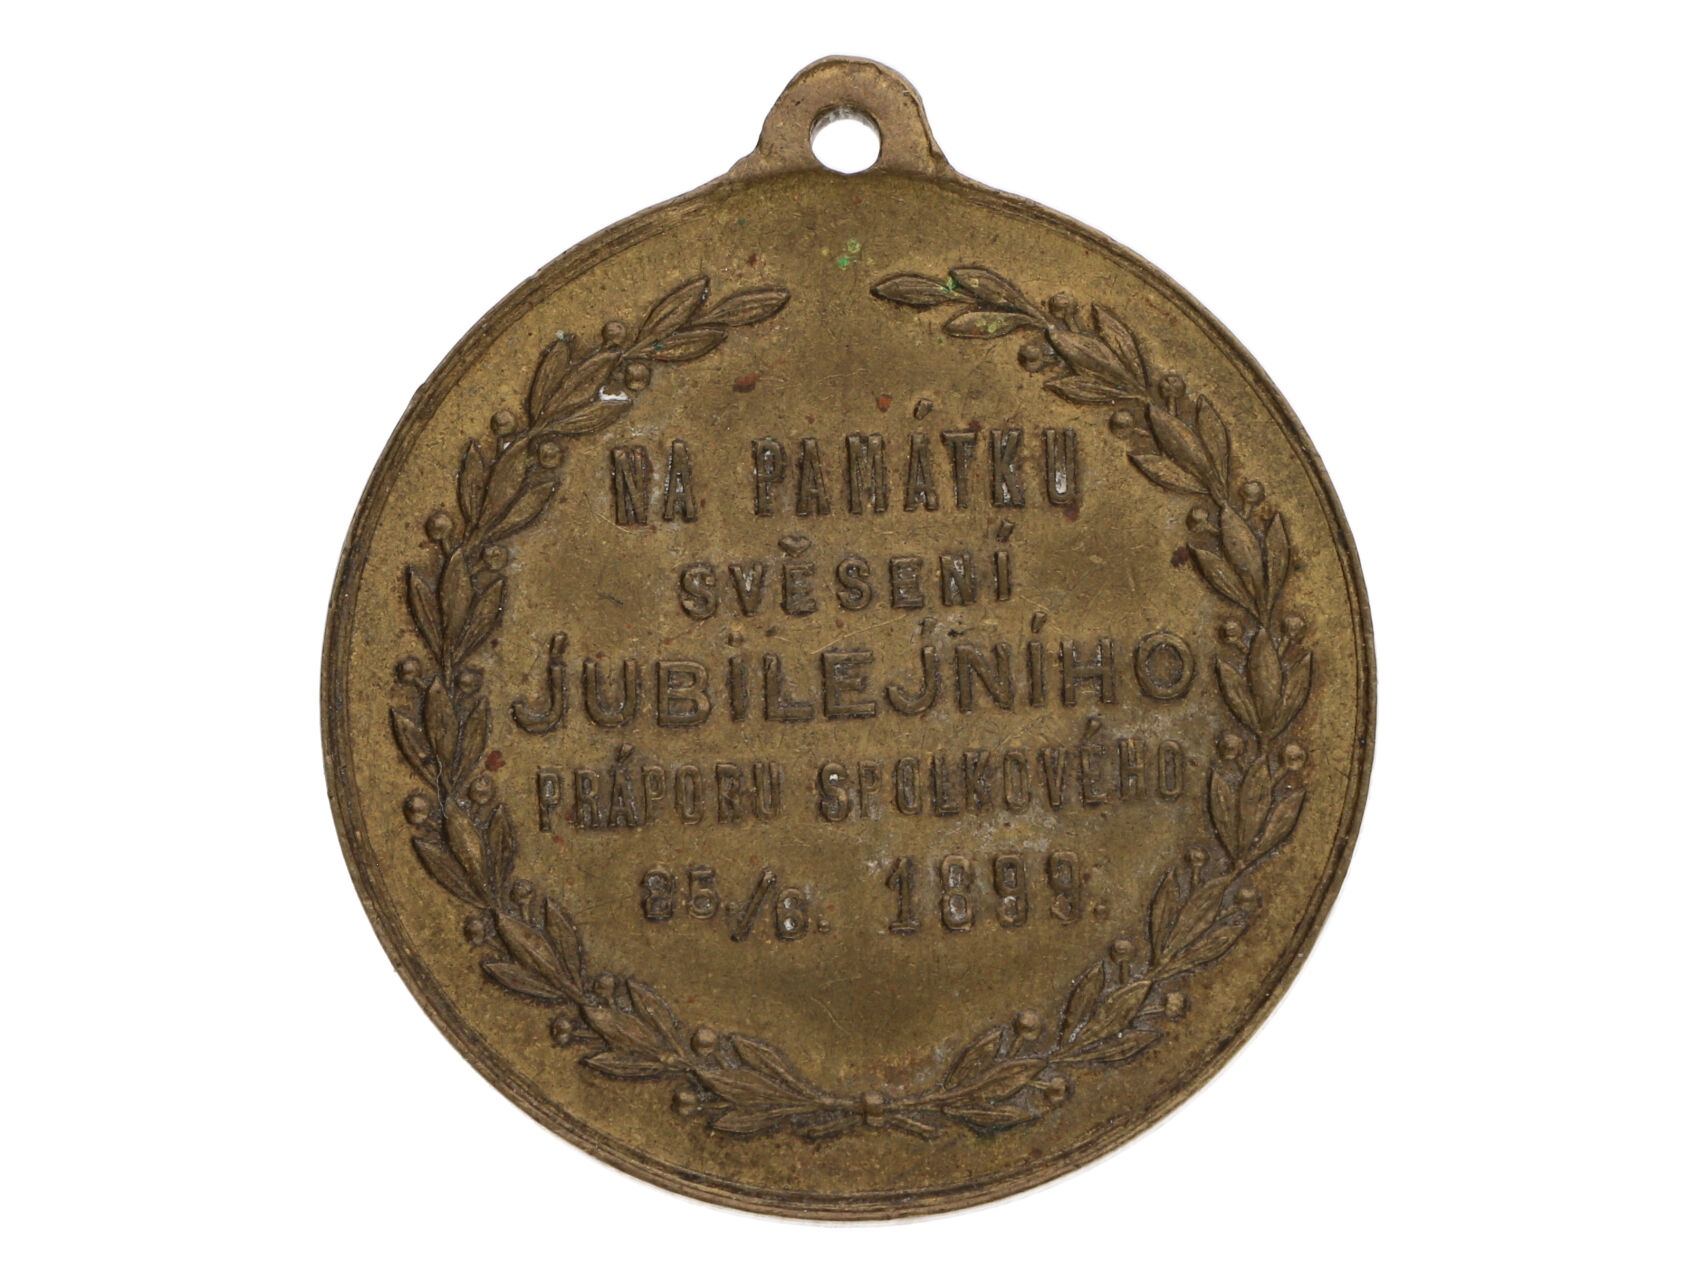 NA PAMÁTKU
SVĚSENÍ
JUBILEJNÍHO
PRÁPORU SPOLKOVÉHO
25./6. 1899.